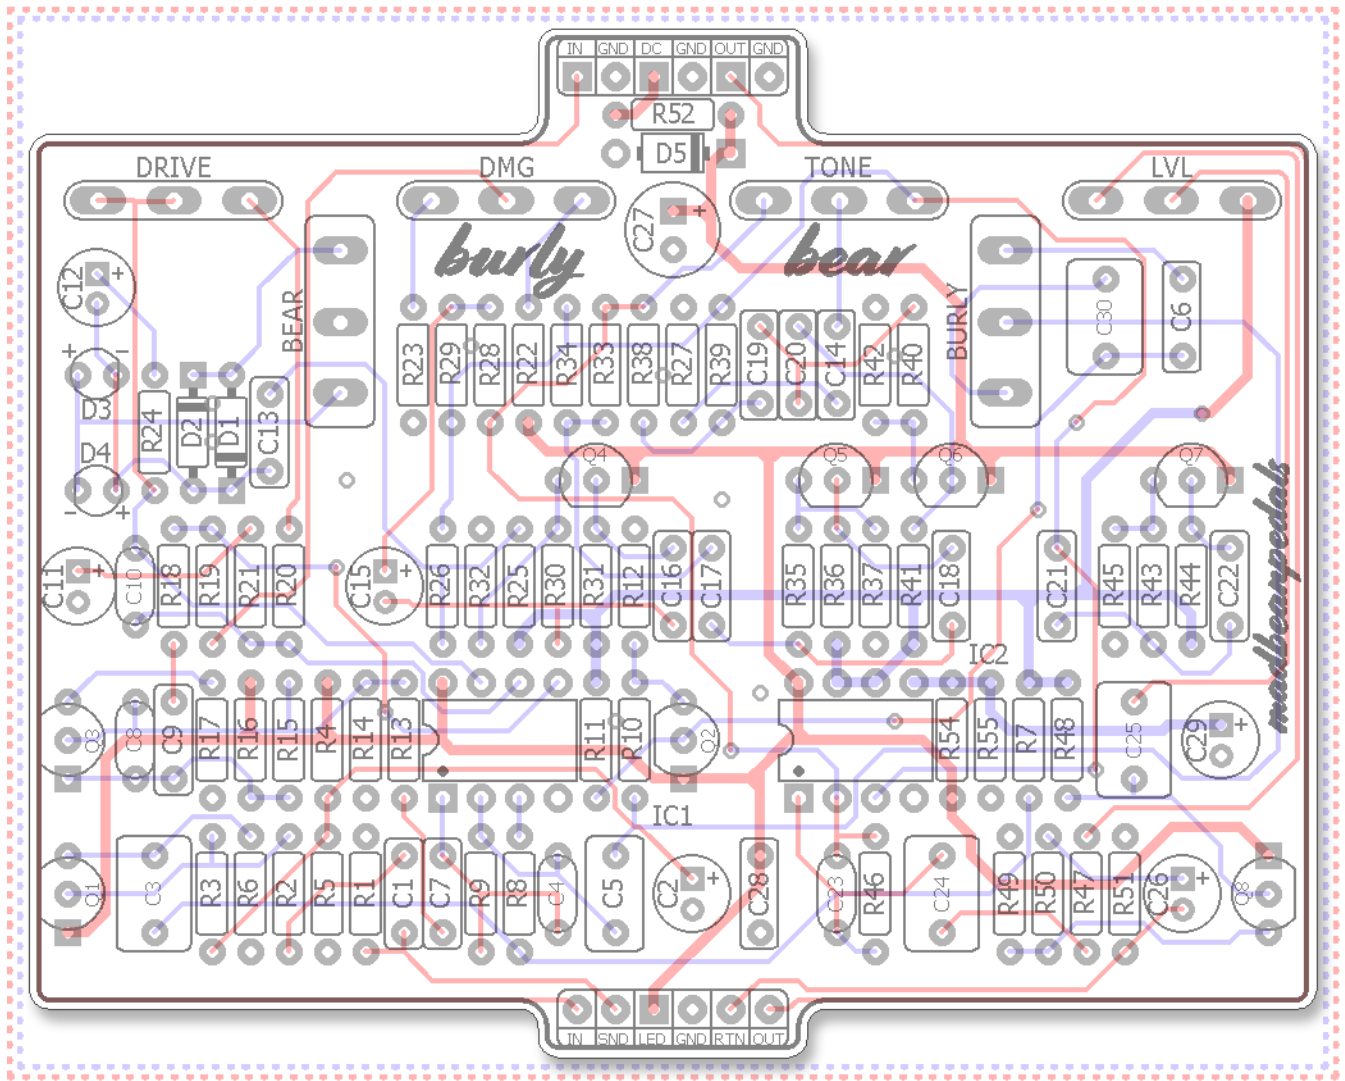 IN GND DC GND OUT GND
R52
D5
DRIVE DMG TONE LVL
C27 +
burly bear
C12 +
BEAR BURLY
C30 C6
R23 R29 R28 R22 R34 R33 R38 R27 R39 C19 C20 C14 R42 R40
+ -
D3
R24 D2 D1 C13
D4
- +
Q4 Q5 Q6 Q7
madbeanpedals
C11 + C10 R18 R19 R21 R20 C15 + R26 R32 R25 R30 R31 R12 C16 C17 R35 R36 R37 R41 C18 C21 R45 R43 R44 C22
IC2
Q3 C8 C9 R17 R16 R15 R4 R14 R13 R11 R10 Q2 R54 R55 R7 R48 C25 C29 +
IC1
Q1 C3 R3 R6 R2 R5 R1 C1 C7 R9 R8 C4 C5 C2 + C28 C23 R46 C24 R49 R50 R47 R51 C26 + Q8
IN SND LED GND RTN OUT